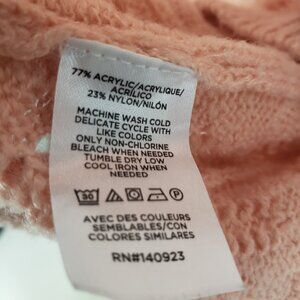 77% ACRYLIC/ACRYLIQUE/
ACRÍLICO
23% NYLON/NILÓN
MACHINE WASH COLD
DELICATE CYCLE WITH
LIKE COLORS
ONLY NON-CHLORINE
BLEACH WHEN NEEDED
TUMBLE DRY LOW
COOL IRON WHEN
NEEDED
30
AVEC DES COULEURS
SEMBLABLES/CON
COLORES SIMILARES
RN#140923